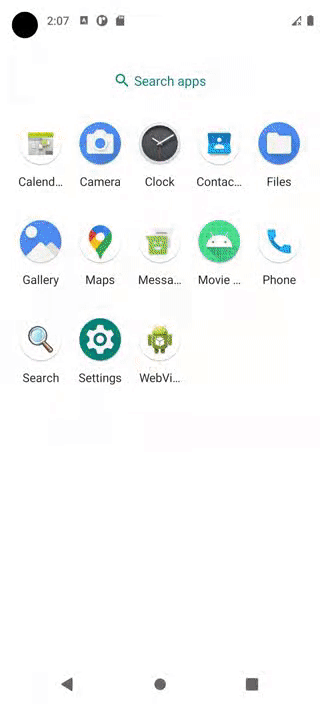 2:07
Search apps
Calend... Camera Clock Contac... Files
Gallery Maps Messa... Movie ... Phone
Search Settings WebVi...